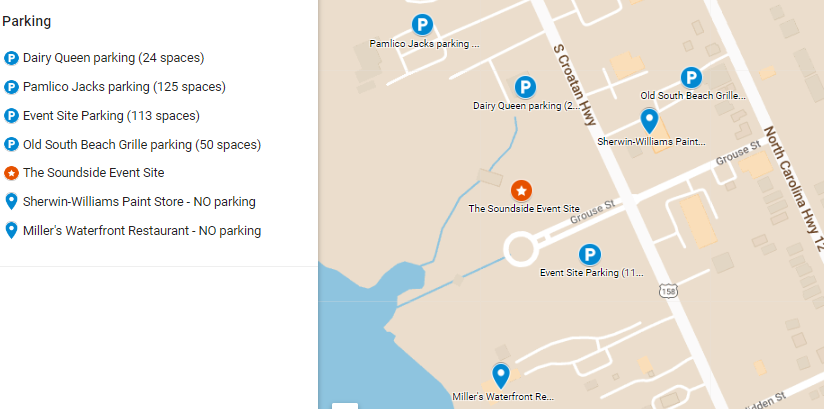 Parking
P Dairy Queen parking (24 spaces)
P Pamlico Jacks parking (125 spaces)
P Event Site Parking (113 spaces)
P Old South Beach Grille parking (50 spaces)
The Soundside Event Site
Sherwin-Williams Paint Store - NO parking
Miller's Waterfront Restaurant - NO parking
P
Pamlico Jacks parking ...
S Croatan Hwy
P
Old South Beach Grille...
P
Dairy Queen parking (2...
Sherwin-Williams Paint...
North Carolina Hwy 12
Grouse St
The Soundside Event Site
Grouse St
P
Event Site Parking (11...
158
Miller's Waterfront Re...
idden St